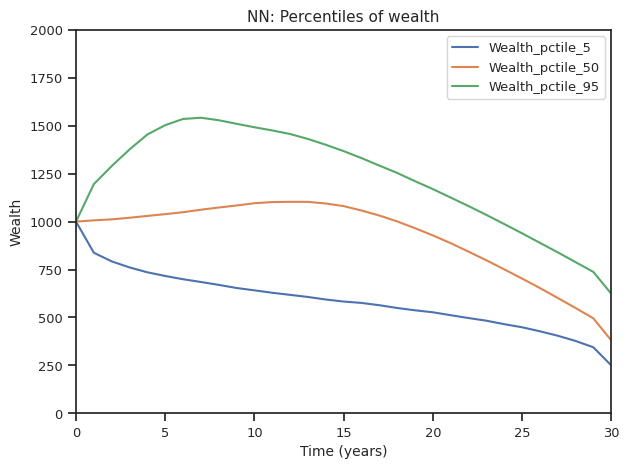 NN: Percentiles of wealth
Wealth_pctile_5
Wealth_pctile_50
Wealth_pctile_95
Wealth
2000
1750
1500
1250
1000
750
500
250
0
0 5 10 15 20 25 30
Time (years)